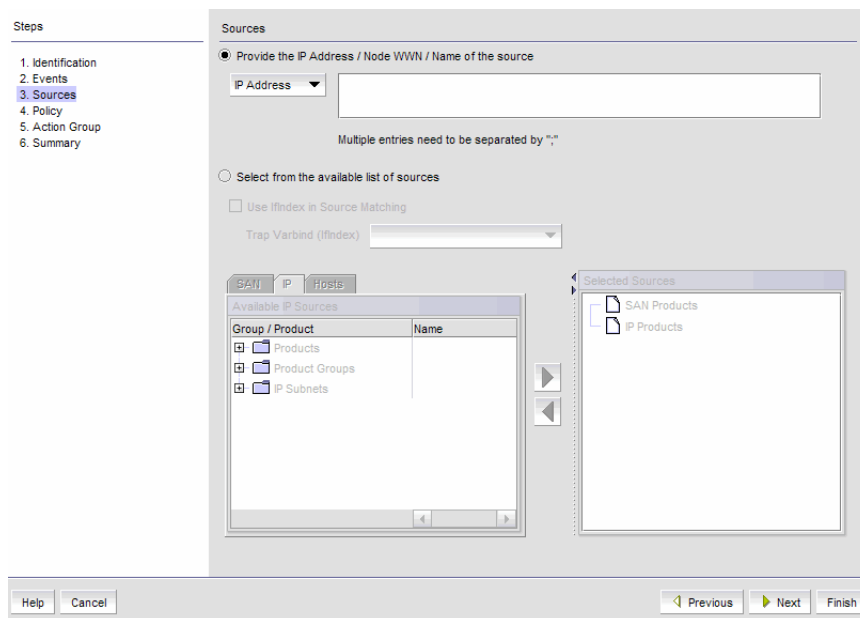 Steps
1. Identification
2. Events
3. Sources
4. Policy
5. Action Group
6. Summary
Sources
Provide the IP Address / Node WWN / Name of the source
IP Address
Multiple entries need to be separated by ";"
Select from the available list of sources
Use IfIndex in Source Matching
Trap Varbind (IfIndex)
SAN IP Hosts
Available IP Sources
Group / Product Name
Products
Product Groups
IP Subnets
Selected Sources
SAN Products
IP Products
Help Cancel Previous Next Finish